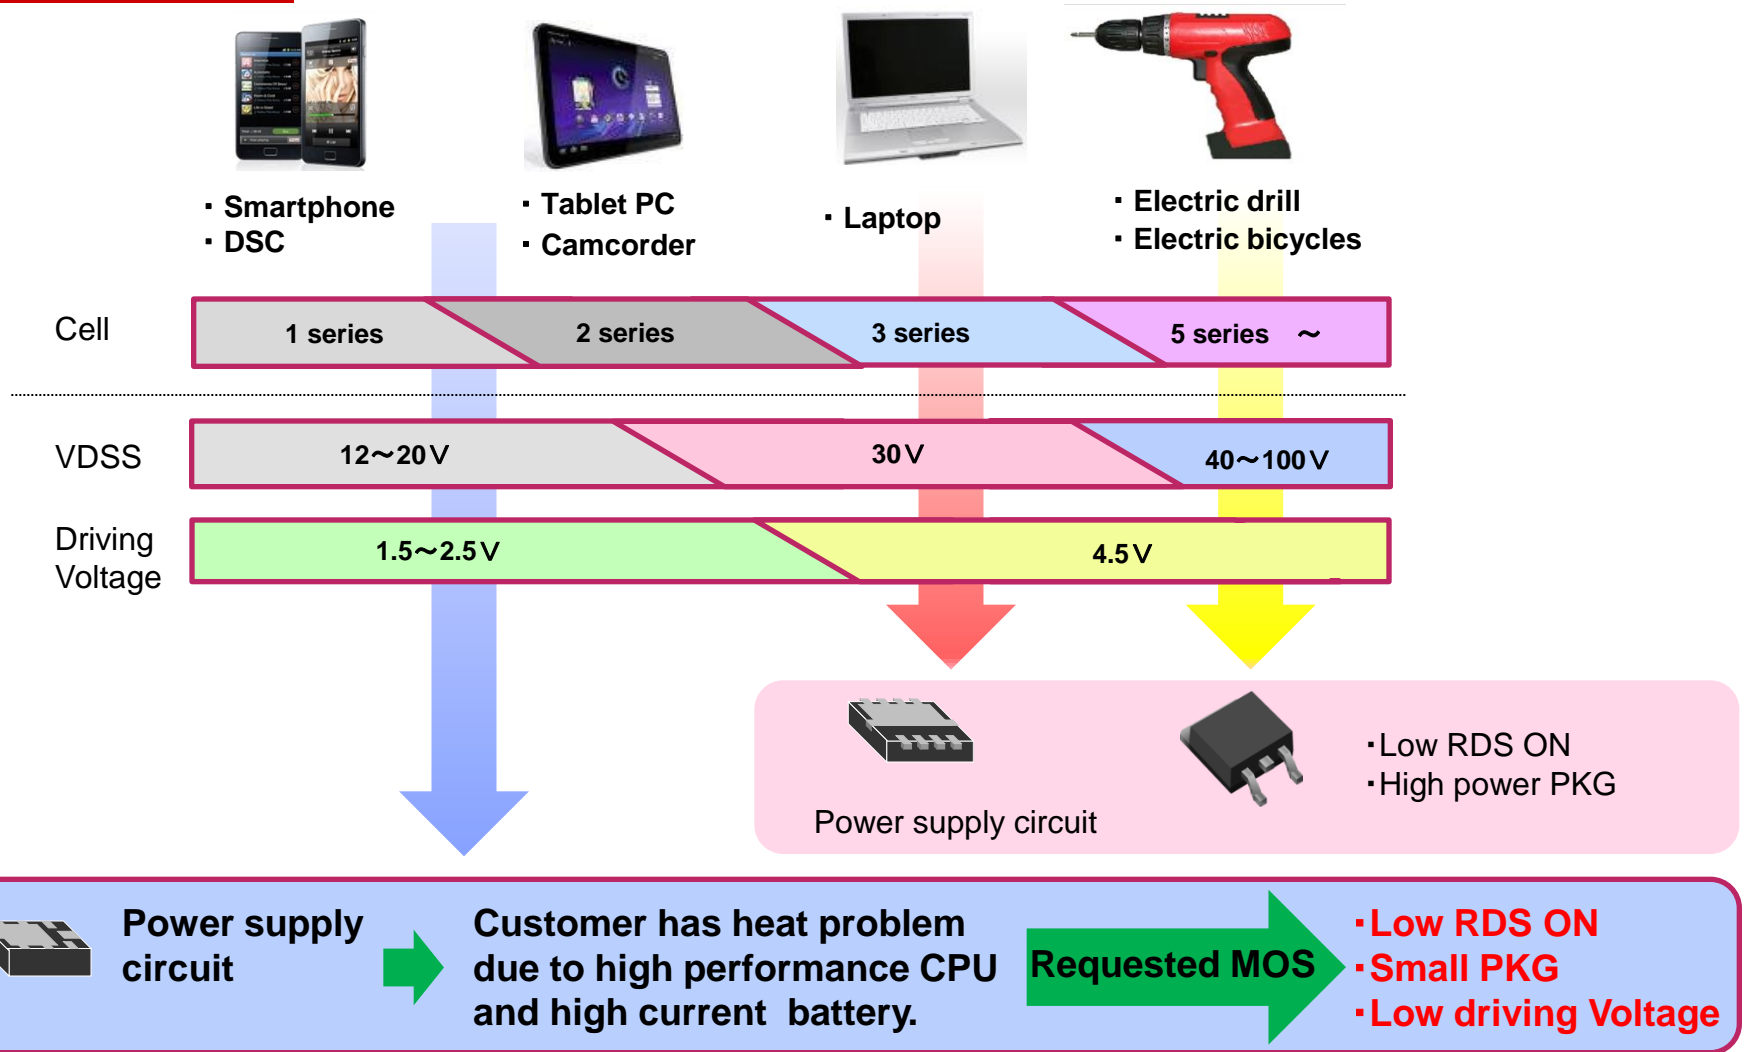 ・Smartphone
・DSC
・Tablet PC
・Camcorder
・Laptop
・Electric drill
・Electric bicycles
Cell
1 series
2 series
3 series
5 series ～
VDSS
12～20V
30V
40～100V
Driving
Voltage
1.5～2.5V
4.5V
Power supply circuit
・Low RDS ON
・High power PKG
Power supply
circuit
Customer has heat problem
due to high performance CPU
and high current battery.
Requested MOS
・Low RDS ON
・Small PKG
・Low driving Voltage